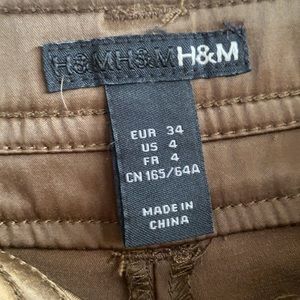 H&MH&MH&M
EUR 34
US 4
FR 4
CN 165/64A
MADE IN
CHINA